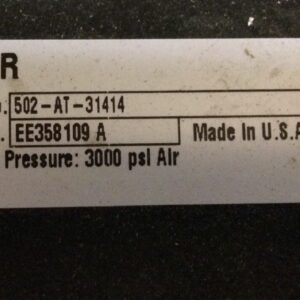 R
o. 502-AT-31414
. EE358109 A Made In U.S.A
Pressure: 3000 psi Air